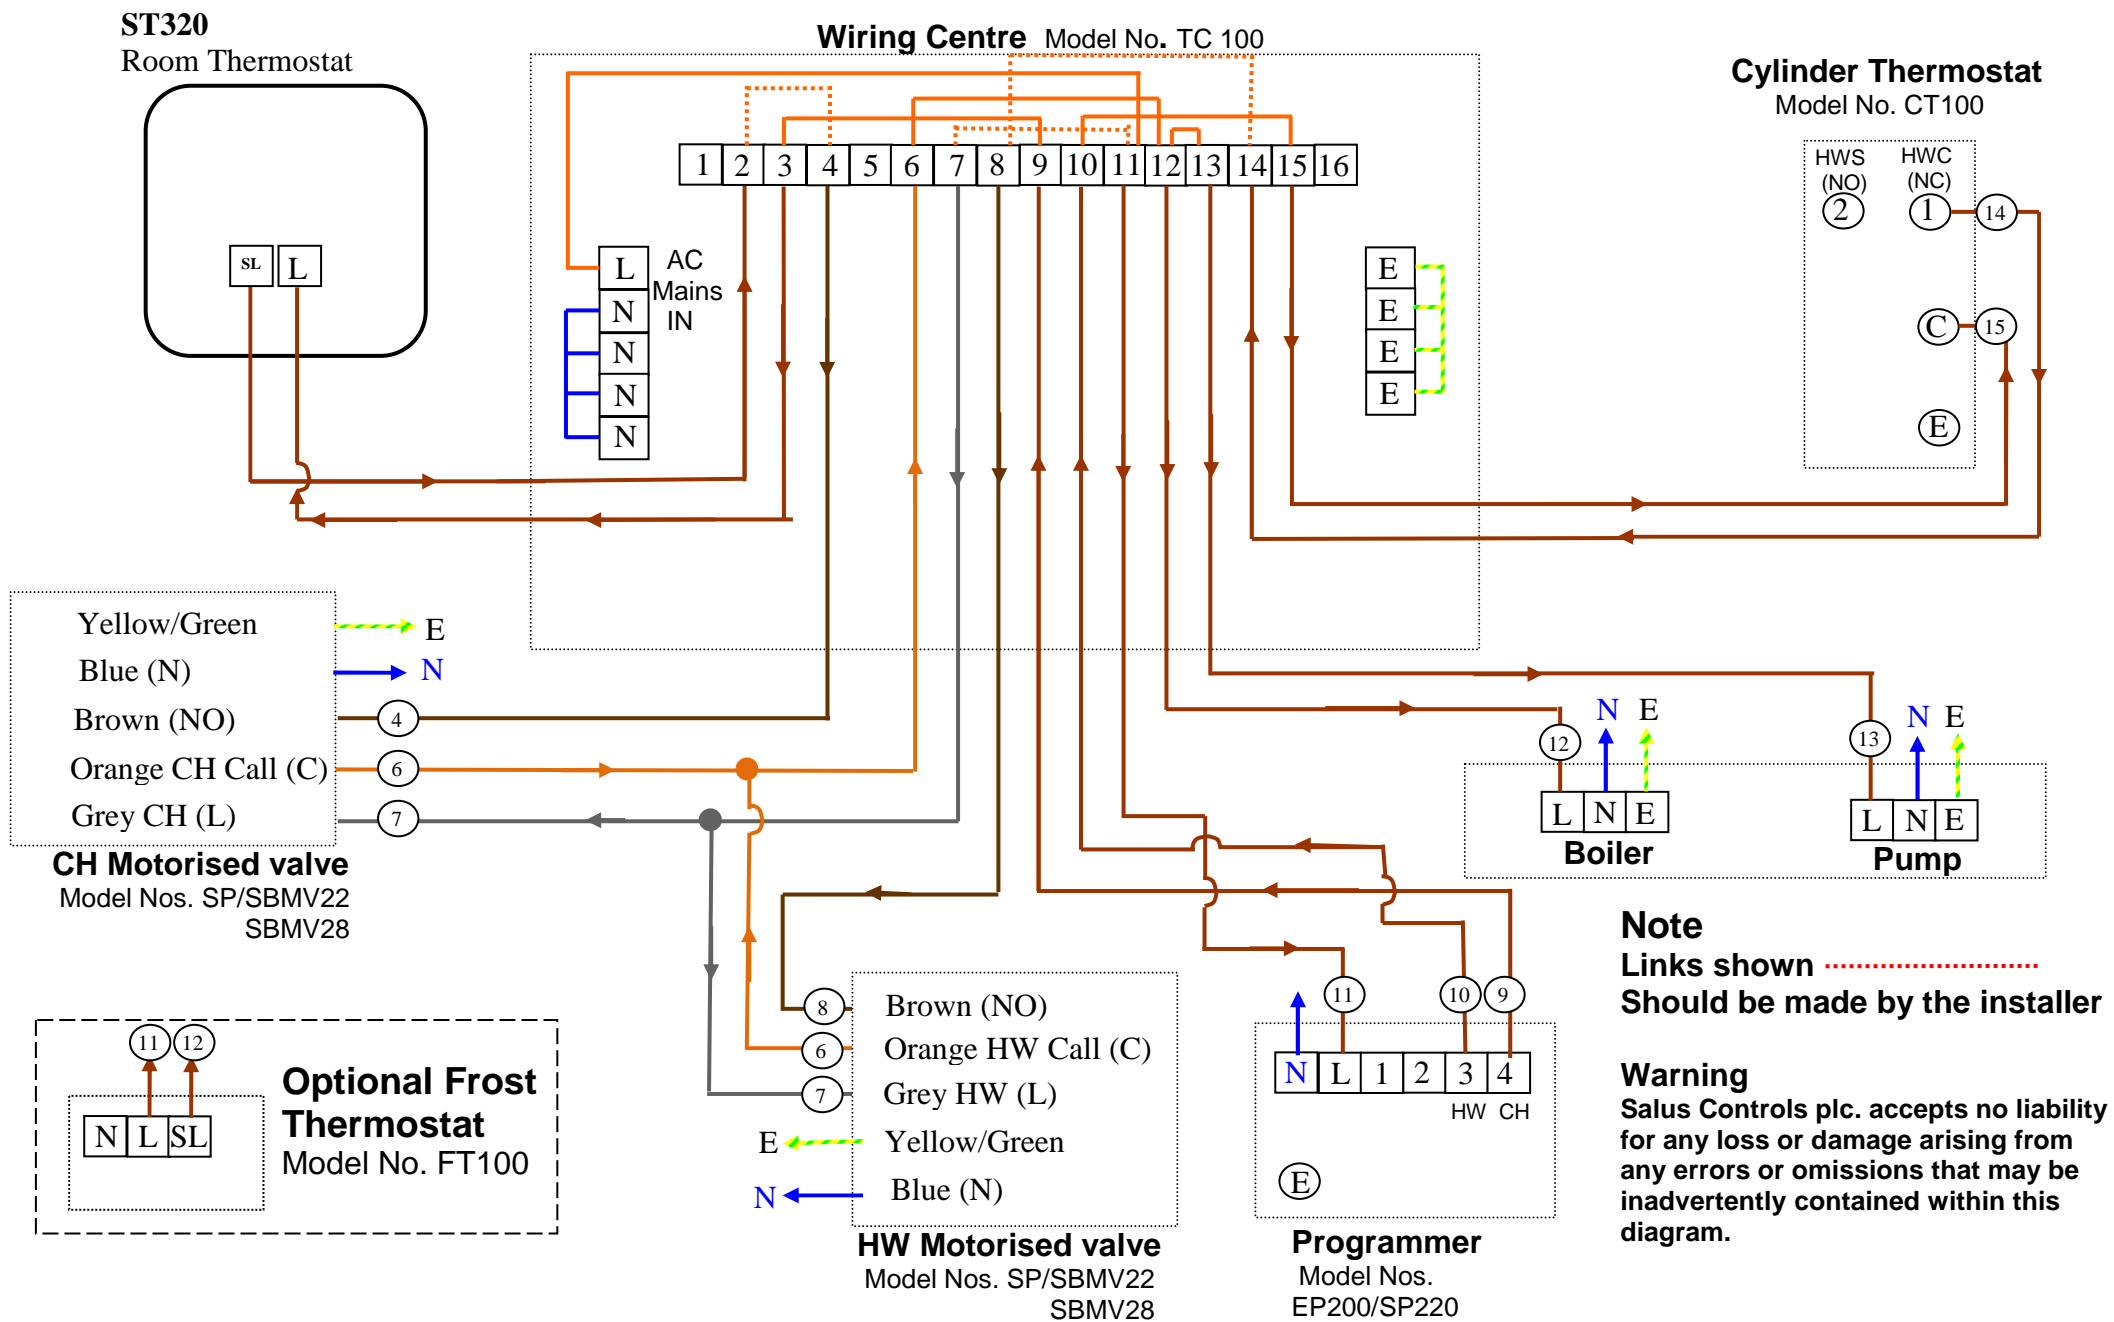 ST320
Room Thermostat
SL L
Wiring Centre Model No. TC 100
1 2 3 4 5 6 7 8 9 10 11 12 13 14 15 16
L
N
N
N
N
AC
Mains
IN
E
E
E
E
Cylinder Thermostat
Model No. CT100
HWS HWC
(NO) (NC)
2 1 14
C 15
E
Yellow/Green E
Blue (N) N
Brown (NO) 4
Orange CH Call (C) 6
Grey CH (L) 7
CH Motorised valve
Model Nos. SP/SBMV22
SBMV28
11 12
N L SL
Optional Frost
Thermostat
Model No. FT100
8 Brown (NO)
6 Orange HW Call (C)
7 Grey HW (L)
E Yellow/Green
N Blue (N)
HW Motorised valve
Model Nos. SP/SBMV22
SBMV28
11 10 9
N L 1 2 3 4
HW CH
E
Programmer
Model Nos.
EP200/SP220
N E
12
L N E
Boiler
N E
13
L N E
Pump
Note
Links shown
Should be made by the installer
Warning
Salus Controls plc. accepts no liability
for any loss or damage arising from
any errors or omissions that may be
inadvertently contained within this
diagram.